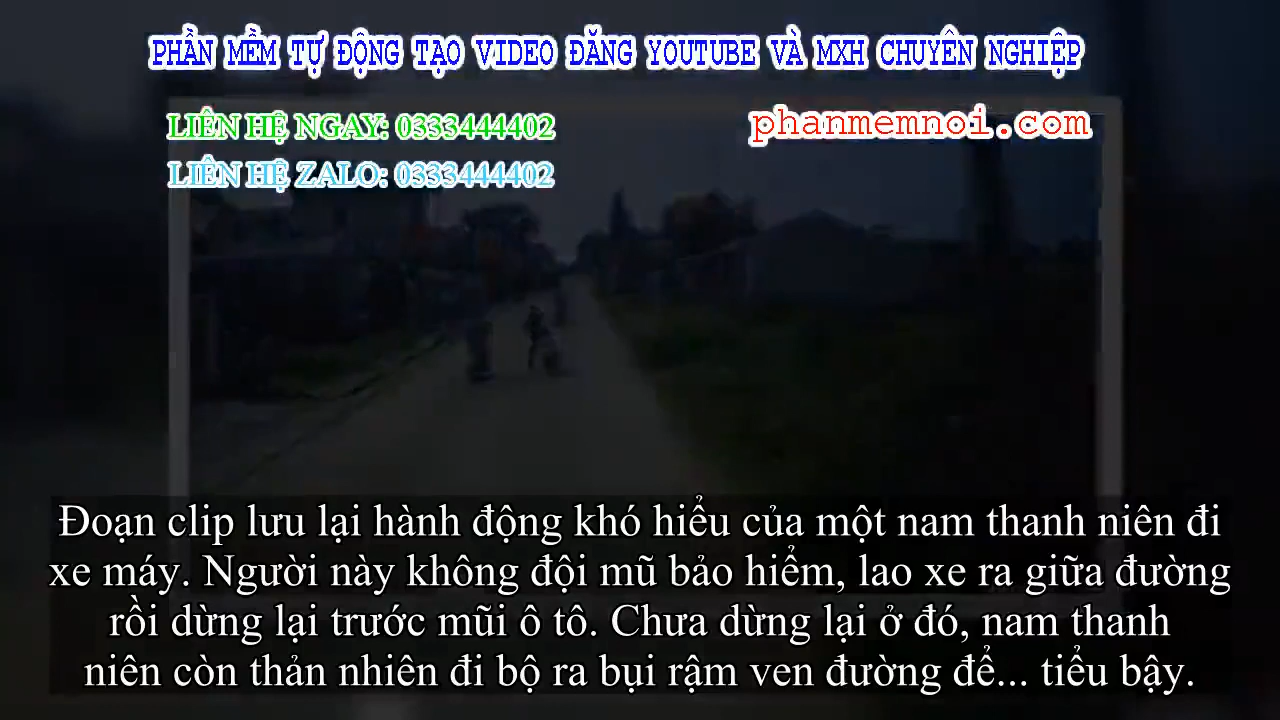 PHẦN MỀM TỰ ĐỘNG TẠO VIDEO ĐĂNG YOUTUBE VÀ MXH CHUYÊN NGHIỆP
LIÊN HỆ NGAY: 0333444402
phanmemnoi.com
LIÊN HỆ ZALO: 0333444402
Đoạn clip lưu lại hành động khó hiểu của một nam thanh niên đi
xe máy. Người này không đội mũ bảo hiểm, lao xe ra giữa đường
rồi dừng lại trước mũi ô tô. Chưa dừng lại ở đó, nam thanh
niên còn thản nhiên đi bộ ra bụi rậm ven đường để... tiểu bậy.